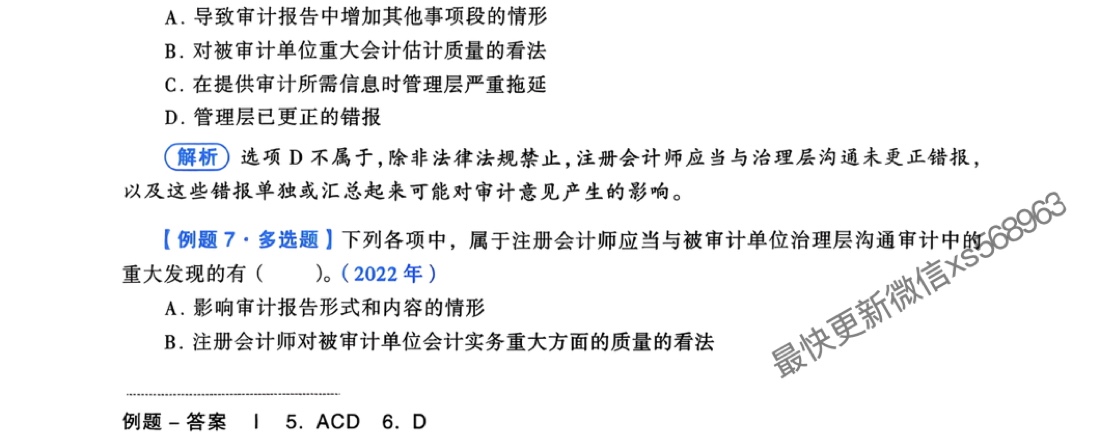 A. 导致审计报告中增加其他事项段的情形
B. 对被审计单位重大会计估计质量的看法
C. 在提供审计所需信息时管理层严重拖延
D. 管理层已更正的错报
解析 选项 D 不属于,除非法律法规禁止,注册会计师应当与治理层沟通未更正错报,
以及这些错报单独或汇总起来可能对审计意见产生的影响。
【例题 7·多选题】下列各项中，属于注册会计师应当与被审计单位治理层沟通审计中的
重大发现的有（　　）。（2022 年）
A. 影响审计报告形式和内容的情形
B. 注册会计师对被审计单位会计实务重大方面的质量的看法
最快更新微信xs568963
例题 – 答案 | 5. ACD 6. D